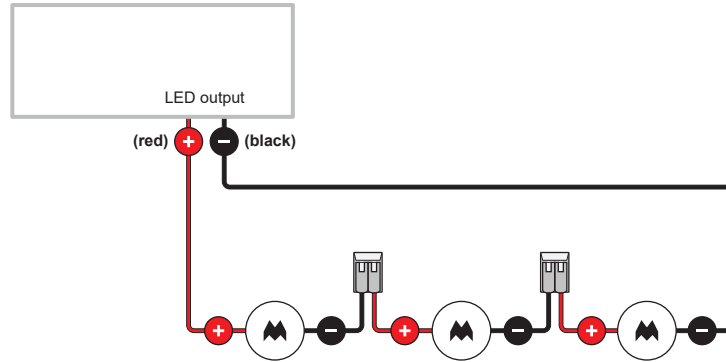 LED output
(red) + − (black)
+ − + − + −